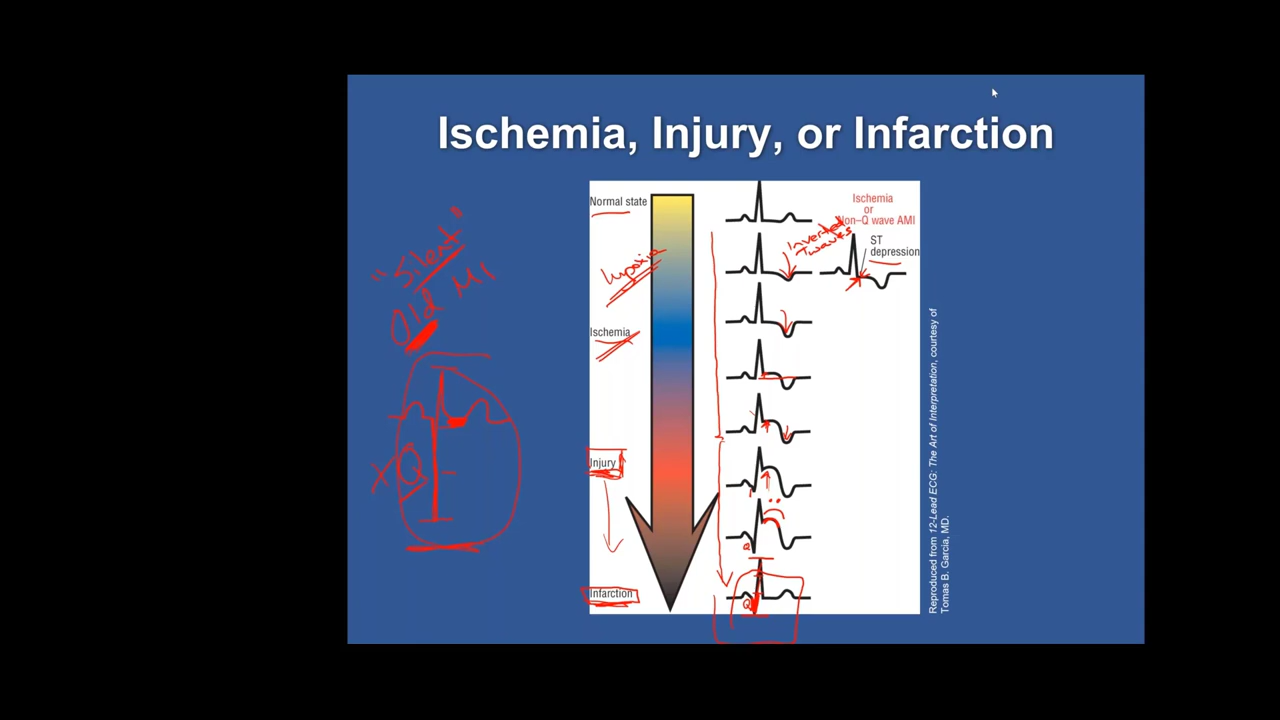 Ischemia, Injury, or Infarction
Normal state
Ischemia
or
Non–Q wave AMI
ST
depression
Inverted
T waves
hypoxia
Ischemia
Injury
Infarction
Q
Q
"Silent"
Old MI
Q
Reproduced from 12-Lead ECG: The Art of Interpretation, courtesy of
Tomas B. Garcia, MD.